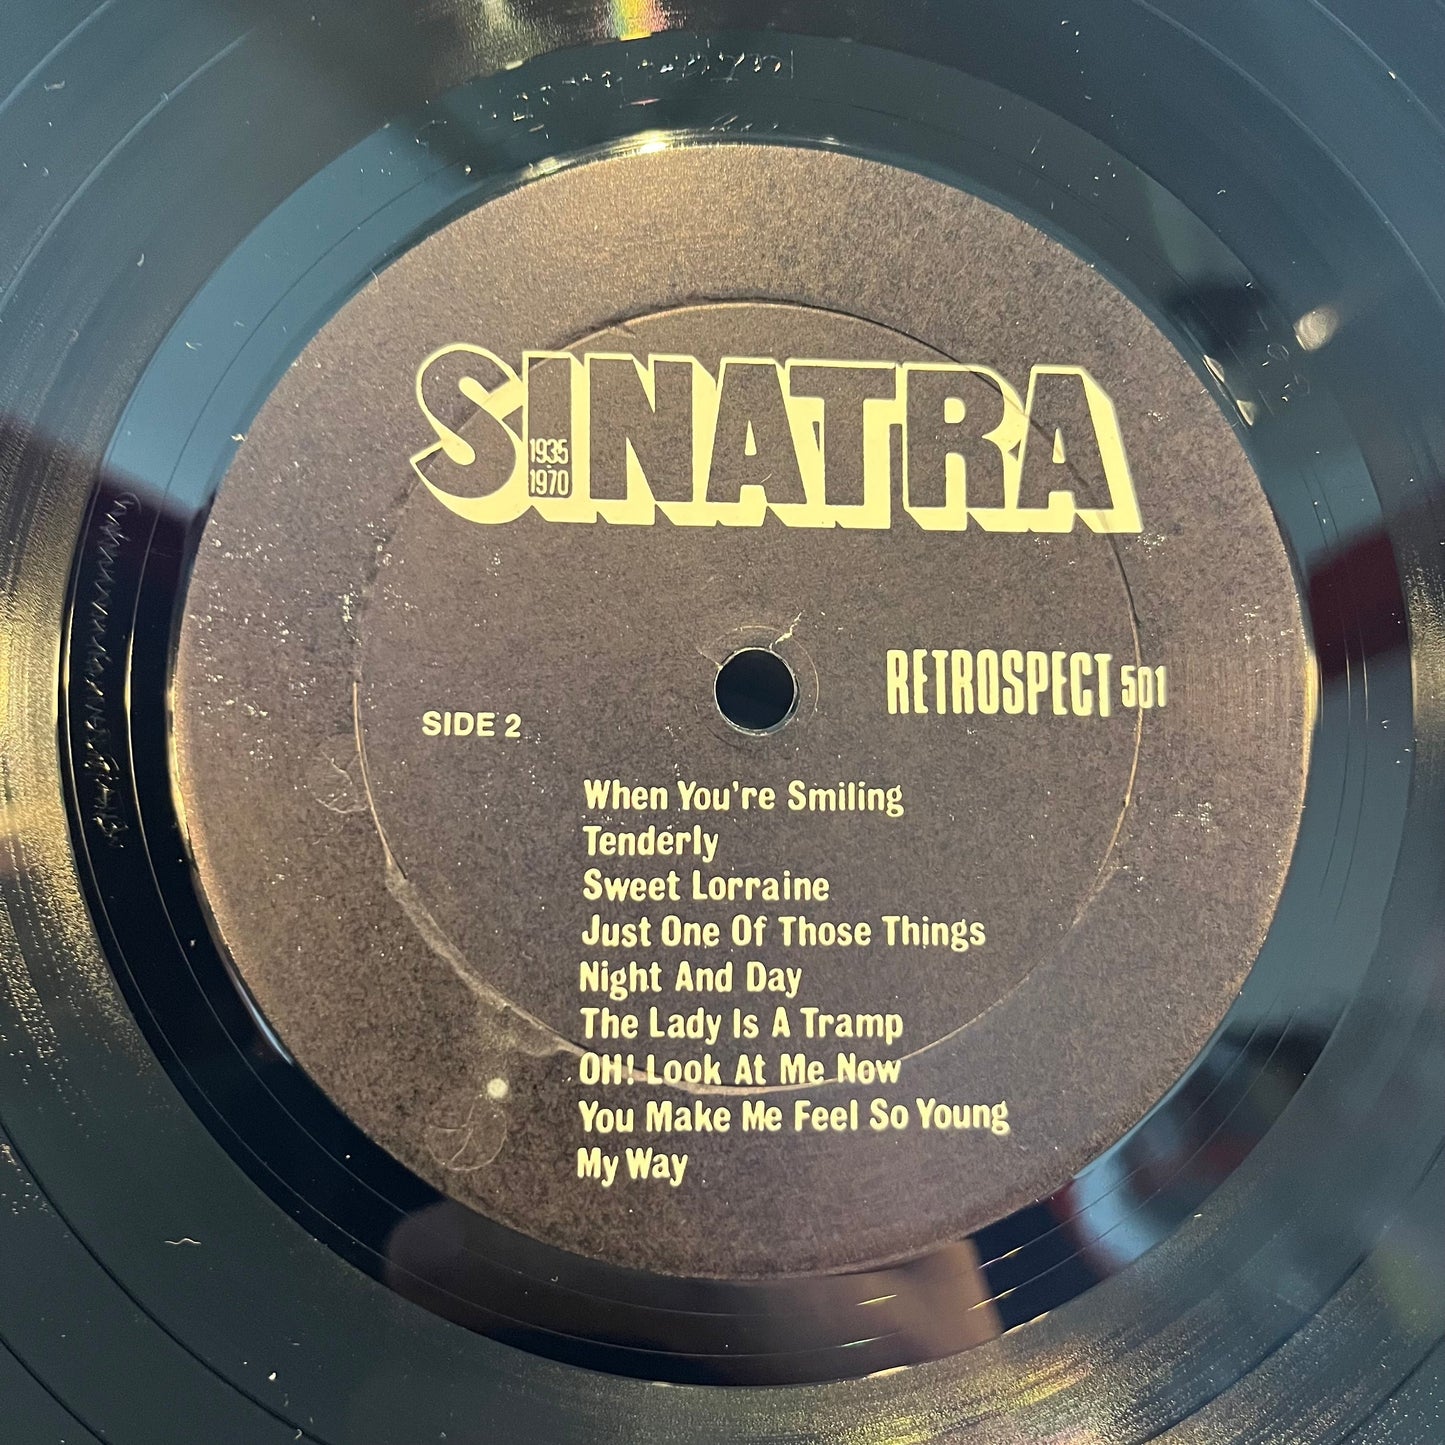 SINATRA
1935
1970
RETROSPECT 501
SIDE 2
When You're Smiling
Tenderly
Sweet Lorraine
Just One Of Those Things
Night And Day
The Lady Is A Tramp
OH! Look At Me Now
You Make Me Feel So Young
My Way